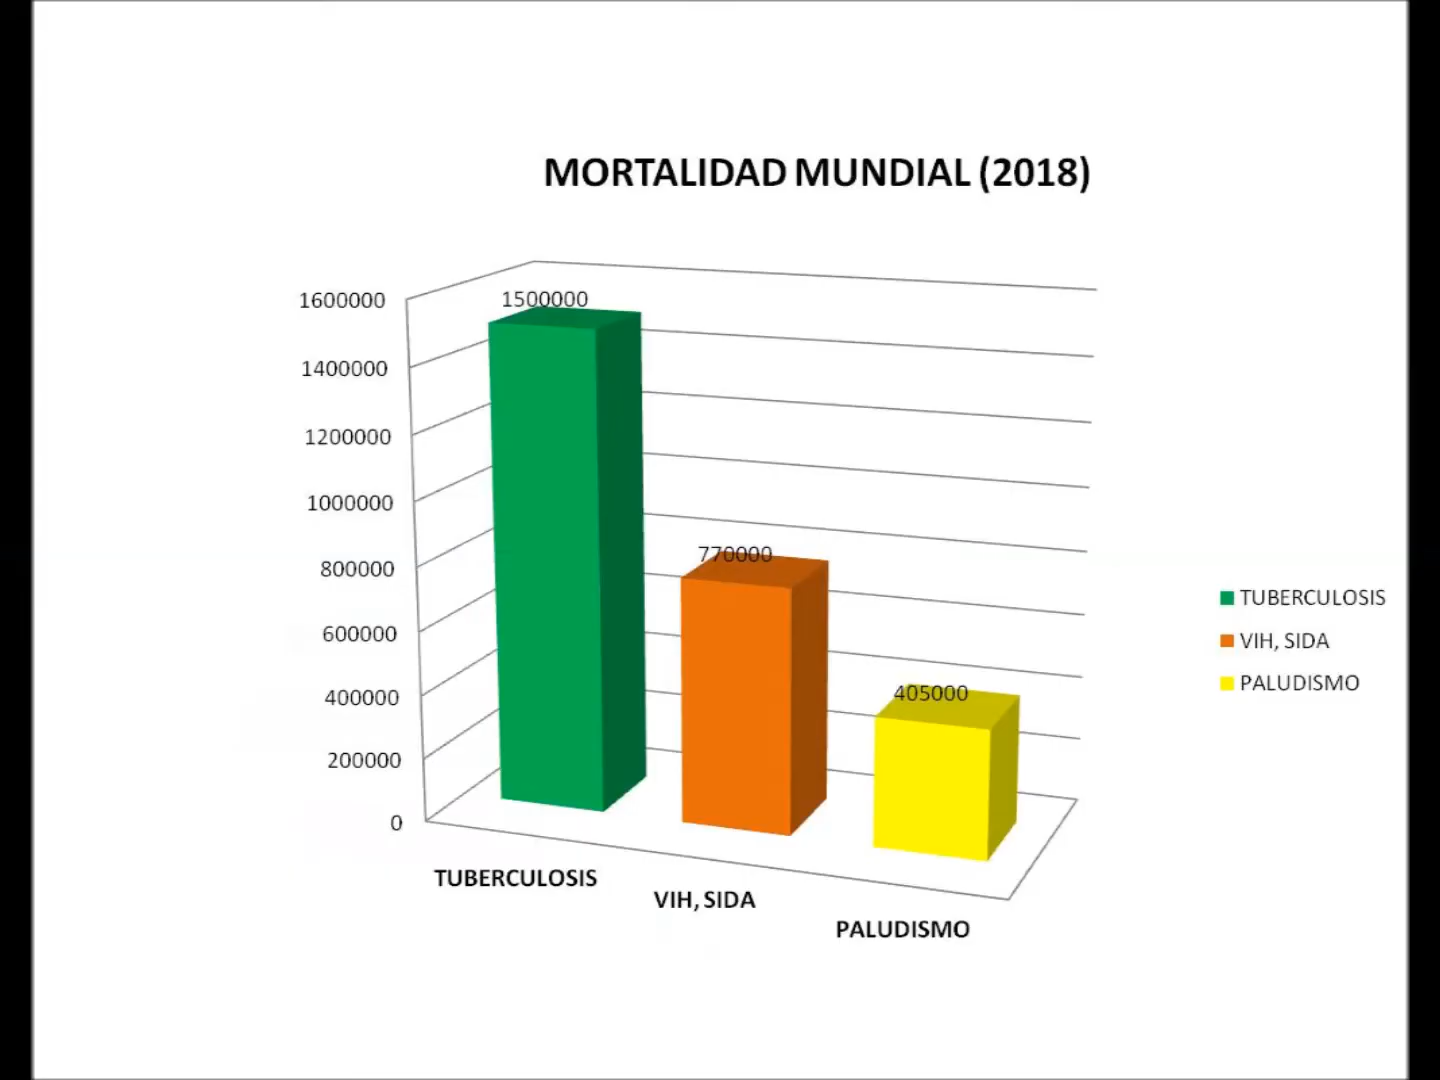 MORTALIDAD MUNDIAL (2018)
1600000
1400000
1200000
1000000
800000
600000
400000
200000
0
1500000
770000
405000
TUBERCULOSIS
VIH, SIDA
PALUDISMO
TUBERCULOSIS
VIH, SIDA
PALUDISMO